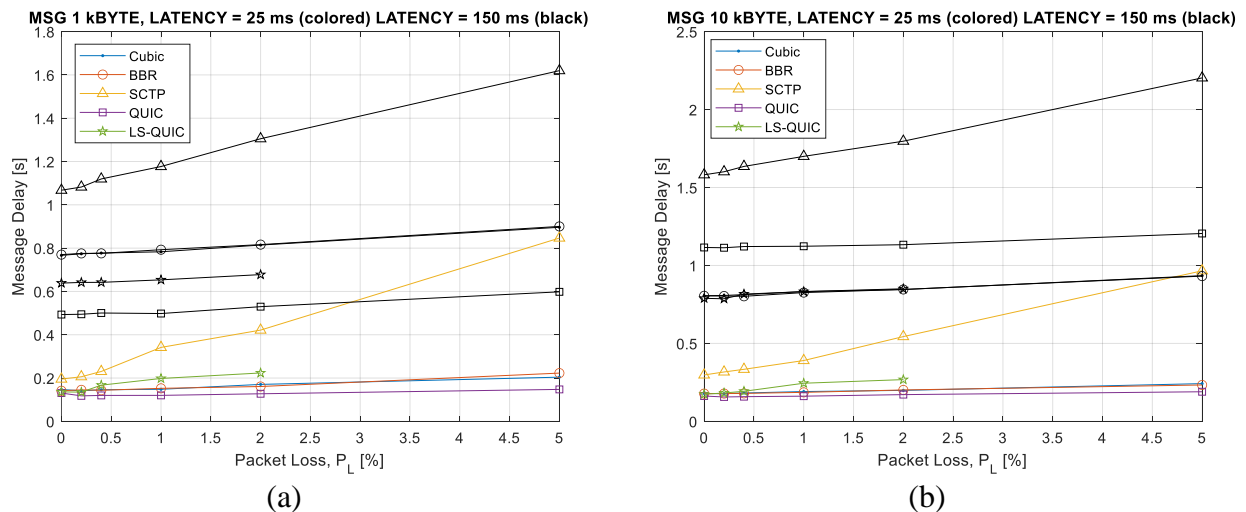 MSG 1 kBYTE, LATENCY = 25 ms (colored) LATENCY = 150 ms (black)
1.8
1.6
1.4
1.2
1
0.8
0.6
0.4
0.2
0
Message Delay [s]
Cubic
BBR
SCTP
QUIC
LS-QUIC
0 0.5 1 1.5 2 2.5 3 3.5 4 4.5 5
Packet Loss, P_L [%]
(a)
MSG 10 kBYTE, LATENCY = 25 ms (colored) LATENCY = 150 ms (black)
2.5
2
1.5
1
0.5
0
Message Delay [s]
Cubic
BBR
SCTP
QUIC
LS-QUIC
0 0.5 1 1.5 2 2.5 3 3.5 4 4.5 5
Packet Loss, P_L [%]
(b)